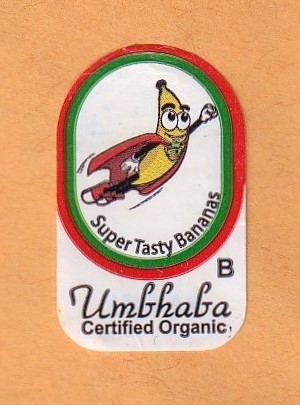 Super Tasty Bananas
B
Umbhaba
Certified Organic